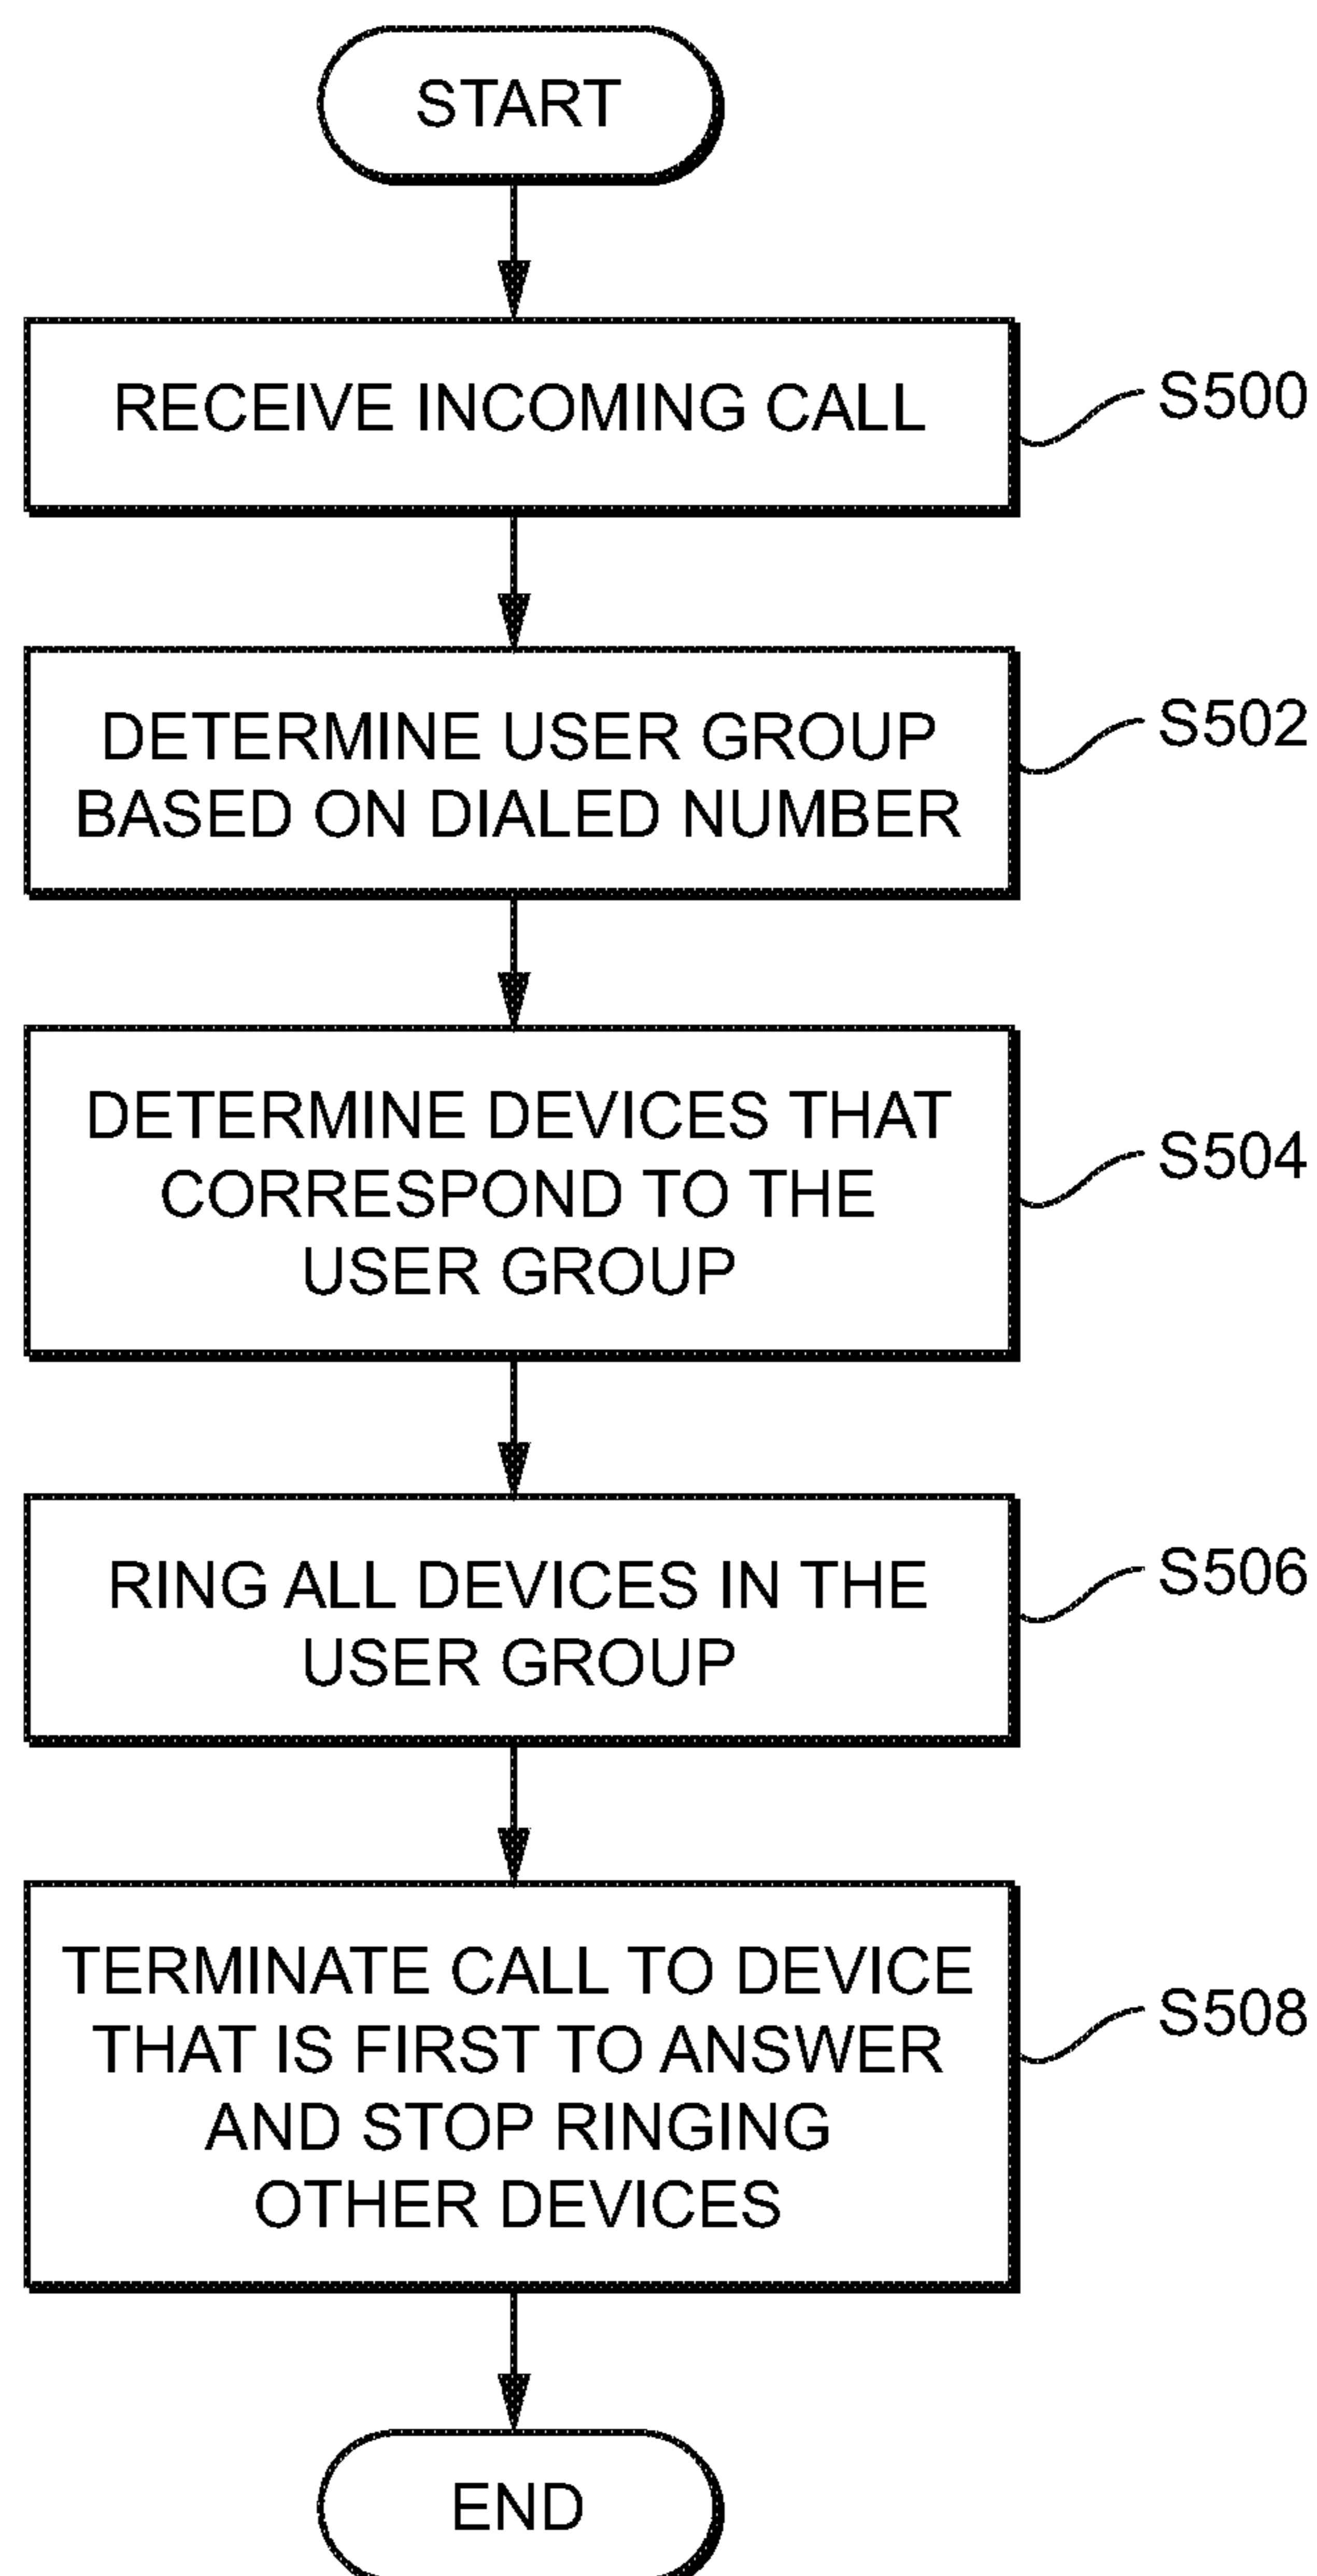 START
RECEIVE INCOMING CALL
S500
DETERMINE USER GROUP
BASED ON DIALED NUMBER
S502
DETERMINE DEVICES THAT
CORRESPOND TO THE
USER GROUP
S504
RING ALL DEVICES IN THE
USER GROUP
S506
TERMINATE CALL TO DEVICE
THAT IS FIRST TO ANSWER
AND STOP RINGING
OTHER DEVICES
S508
END